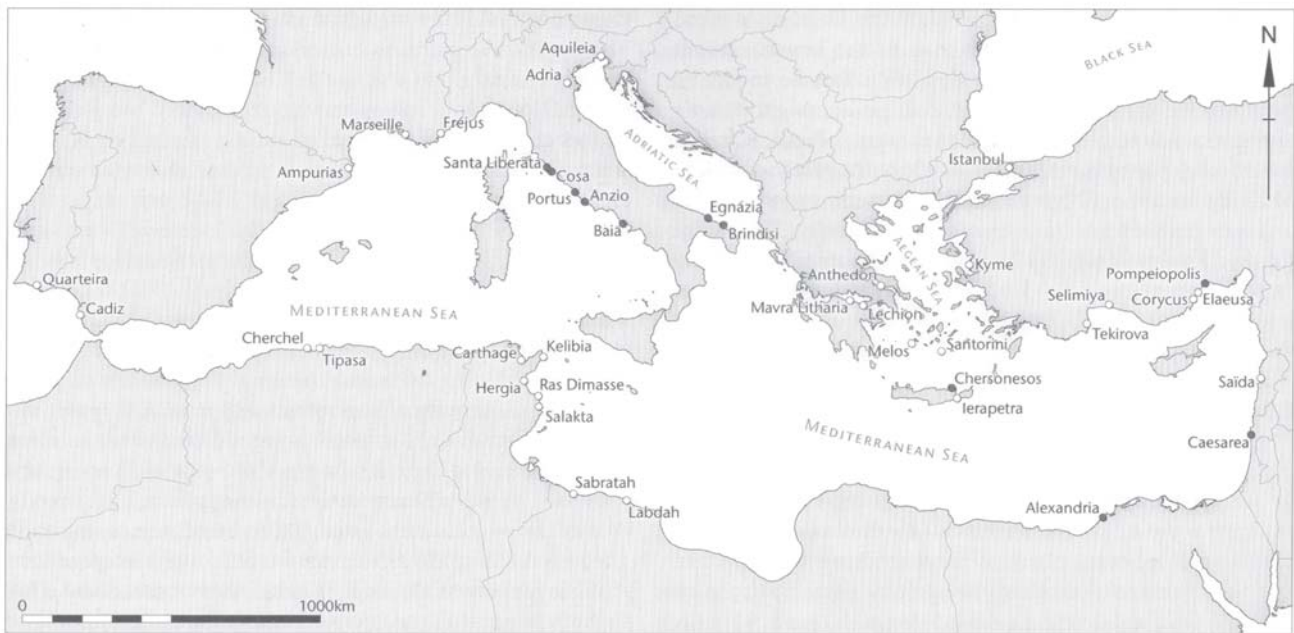 Aquileia
N
BLACK SEA
Adria
Marseille
Fréjus
ADRIATIC SEA
Santa Liberata
Cosa
Istanbul
Ampurias
Portus
Anzio
Egnázia
Baia
Brindisi
AEGEAN SEA
Kyme
Anthedon
Pompeiopolis
Quarteira
Selimiya
Corycus
Elaeusa
Mavra Litharia
Lechion
Cadiz
MEDITERRANEAN SEA
Tekirova
Cherchel
Tipasa
Carthage
Kelibia
Melos
Santorini
Hergia
Ras Dimasse
Chersonesos
Saïda
Salakta
Ierapetra
MEDITERRANEAN SEA
Caesarea
Sabratah
Labdah
Alexandria
0
1000km